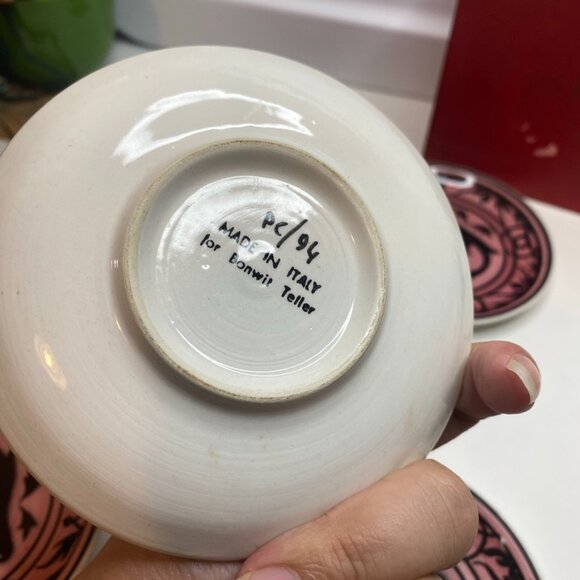 PC/94
MADE IN ITALY
for Bonwit Teller